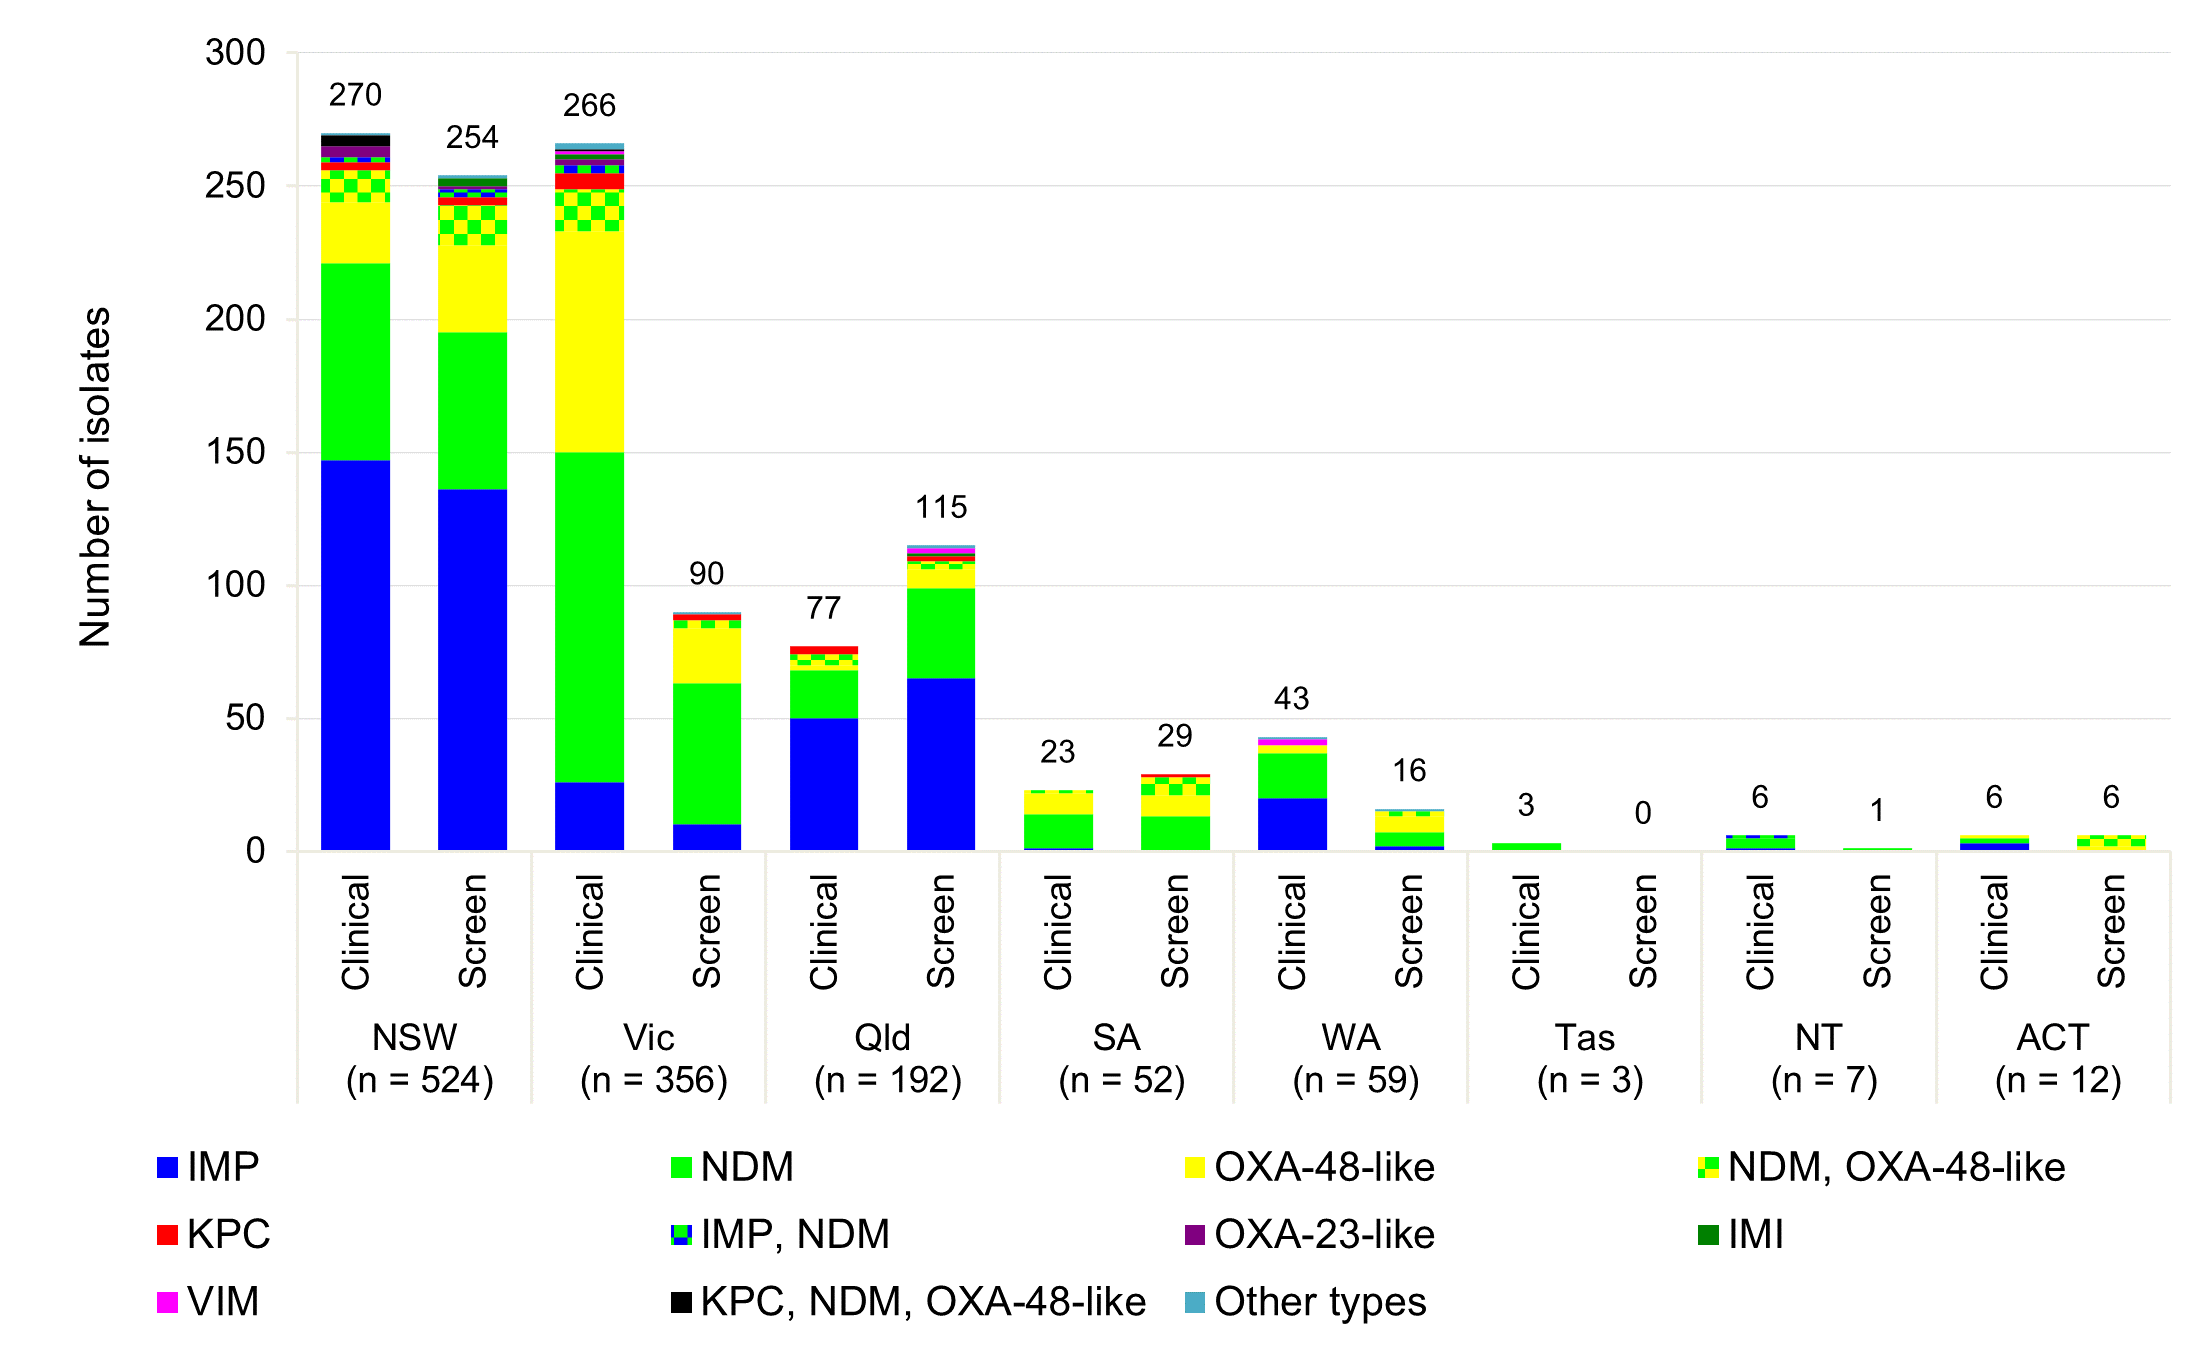 Number of isolates
300
250
200
150
100
50
0
270
254
266
90
77
115
23
29
43
16
3
0
6
1
6
6
Clinical
Screen
Clinical
Screen
Clinical
Screen
Clinical
Screen
Clinical
Screen
Clinical
Screen
Clinical
Screen
Clinical
Screen
NSW
(n = 524)
Vic
(n = 356)
Qld
(n = 192)
SA
(n = 52)
WA
(n = 59)
Tas
(n = 3)
NT
(n = 7)
ACT
(n = 12)
IMP
NDM
OXA-48-like
NDM, OXA-48-like
KPC
IMP, NDM
OXA-23-like
IMI
VIM
KPC, NDM, OXA-48-like
Other types